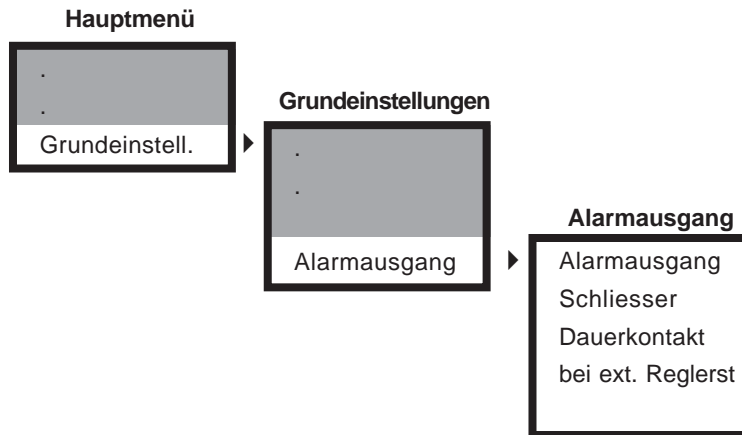 Hauptmenü
.
.
Grundeinstell.
Grundeinstellungen
.
.
Alarmausgang
Alarmausgang
Alarmausgang
Schliesser
Dauerkontakt
bei ext. Reglerst